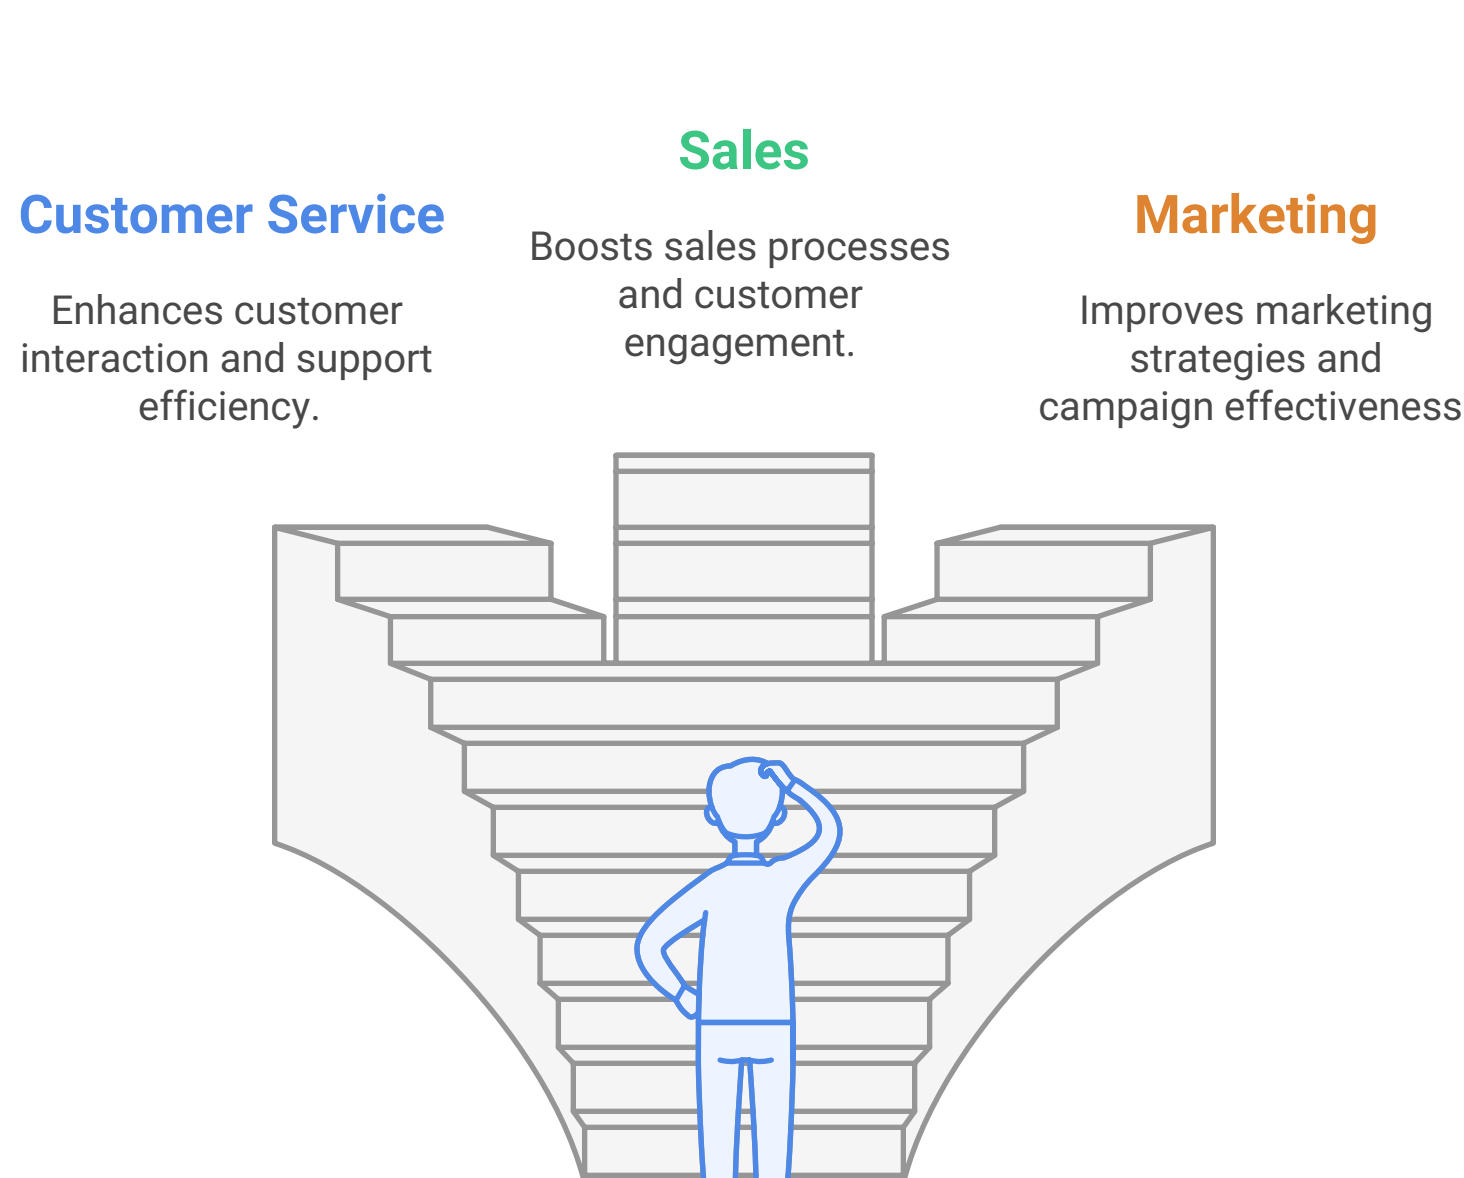 Sales
Customer Service
Marketing
Boosts sales processes
and customer
engagement.
Enhances customer
interaction and support
efficiency.
Improves marketing
strategies and
campaign effectiveness